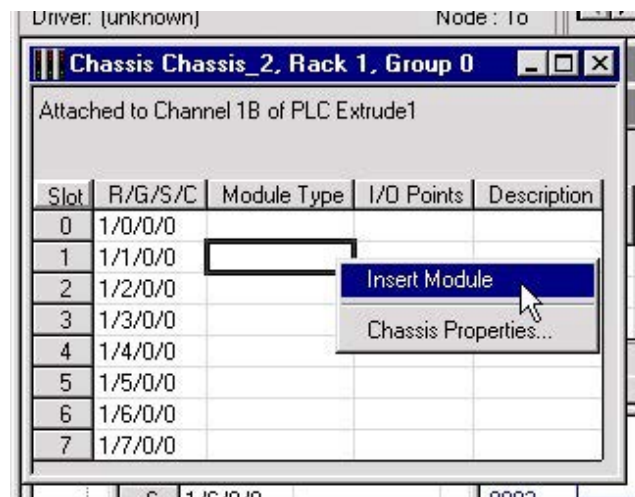 Driver: (unknown) Node : To
Chassis Chassis_2, Rack 1, Group 0
Attached to Channel 1B of PLC Extrude1
Slot R/G/S/C Module Type I/O Points Description
0 1/0/0/0
1 1/1/0/0
2 1/2/0/0
3 1/3/0/0
4 1/4/0/0
5 1/5/0/0
6 1/6/0/0
7 1/7/0/0
Insert Module
Chassis Properties...